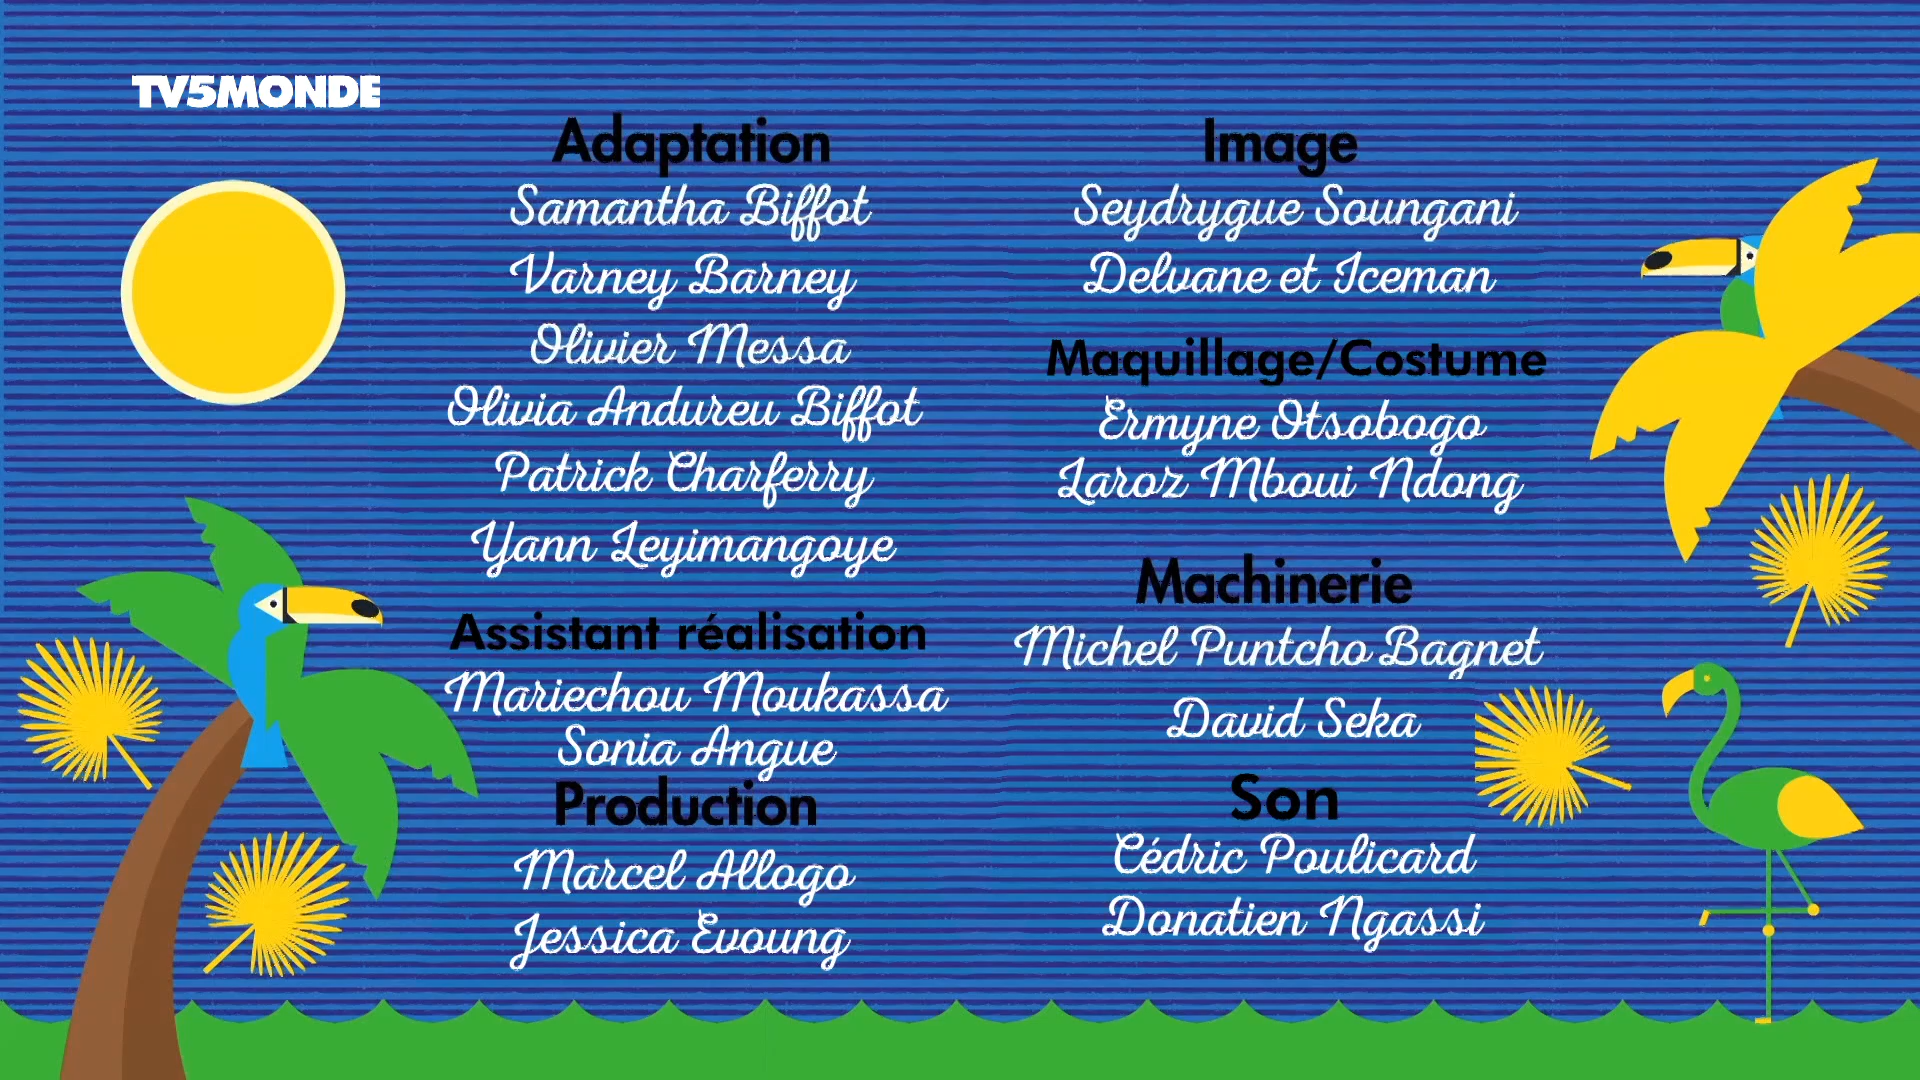 TV5MONDE
Adaptation
Samantha Biffot
Varney Barney
Olivier Messa
Olivia Andureu Biffot
Patrick Charferry
Yann Leyimangoye
Assistant réalisation
Mariechou Moukassa
Sonia Angue
Production
Marcel Allogo
Jessica Evoung
Image
Seydrygue Soungani
Delvane et Iceman
Maquillage/Costume
Ermyne Otsobogo
Laroz Mboui Ndong
Machinerie
Michel Puntcho Bagnet
David Seka
Son
Cédric Poulicard
Donatien Ngassi